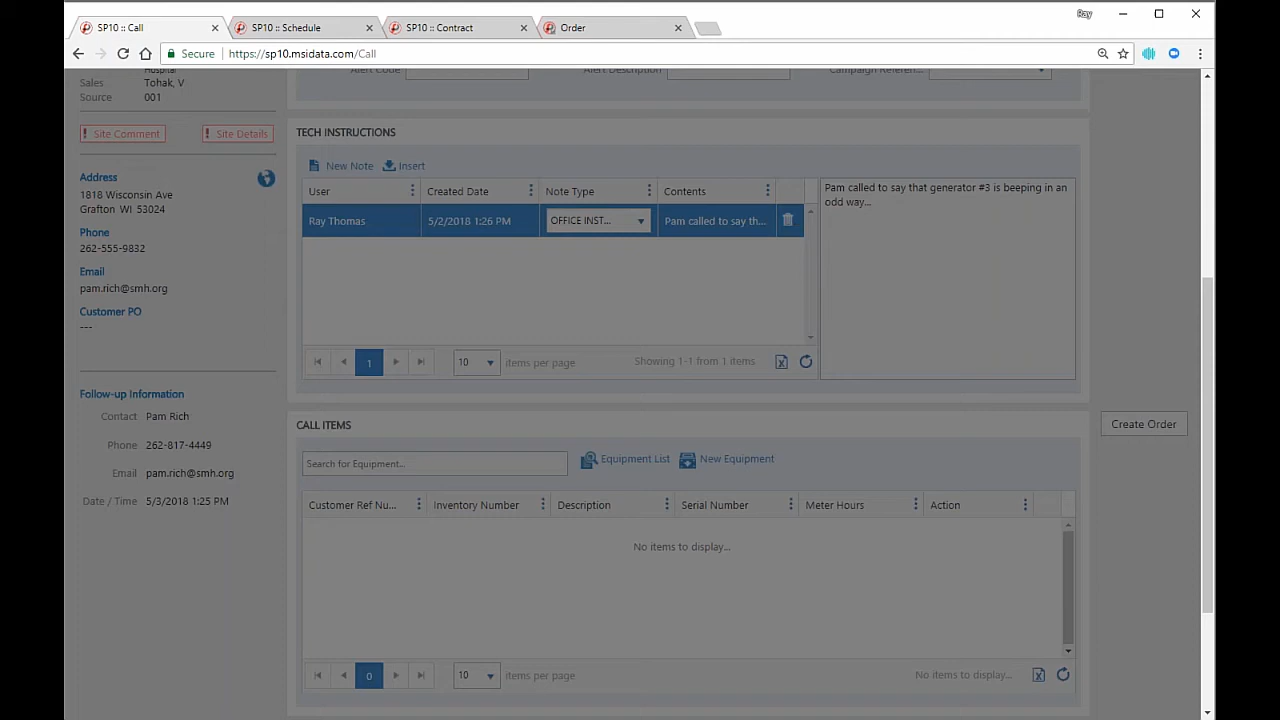 SP10 :: Call
SP10 :: Schedule
SP10 :: Contract
Order
Ray
Secure
https://sp10.msidata.com/Call
Hospital
Sales Tohak, V
Source 001
Site Comment
Site Details
Address
1818 Wisconsin Ave
Grafton WI 53024
Phone
262-555-9832
Email
pam.rich@smh.org
Customer PO
---
Follow-up Information
Contact Pam Rich
Phone 262-817-4449
Email pam.rich@smh.org
Date / Time 5/3/2018 1:25 PM
Alert Code
Alert Description
Campaign Referen...
TECH INSTRUCTIONS
New Note Insert
User Created Date Note Type Contents
Ray Thomas 5/2/2018 1:26 PM OFFICE INST... Pam called to say th...
Pam called to say that generator #3 is beeping in an
odd way...
1 10 items per page Showing 1-1 from 1 items
CALL ITEMS
Search for Equipment...
Equipment List New Equipment
Customer Ref Nu... Inventory Number Description Serial Number Meter Hours Action
No items to display...
0 10 items per page No items to display...
Create Order